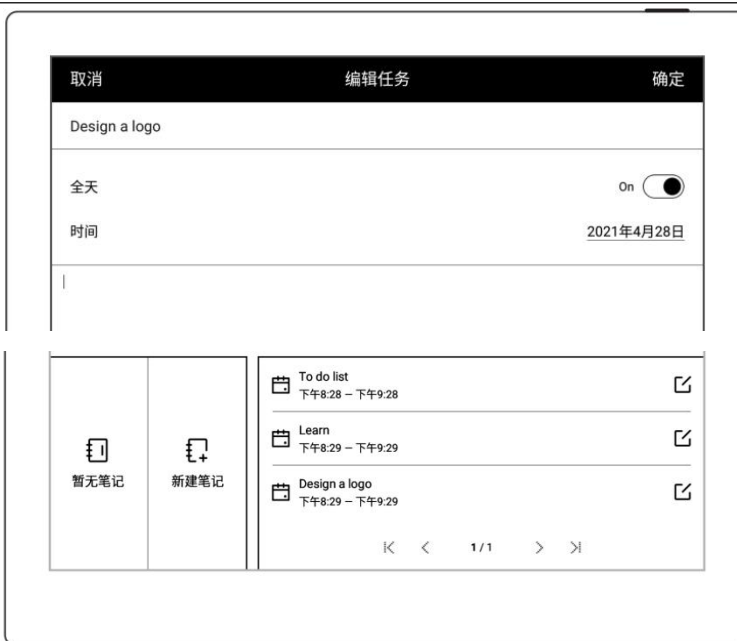 取消 编辑任务 确定
Design a logo
全天 On
时间 2021年4月28日
To do list
下午8:28 – 下午9:28
Learn
下午8:29 – 下午9:29
暂无笔记 新建笔记
Design a logo
下午8:29 – 下午9:29
1 / 1